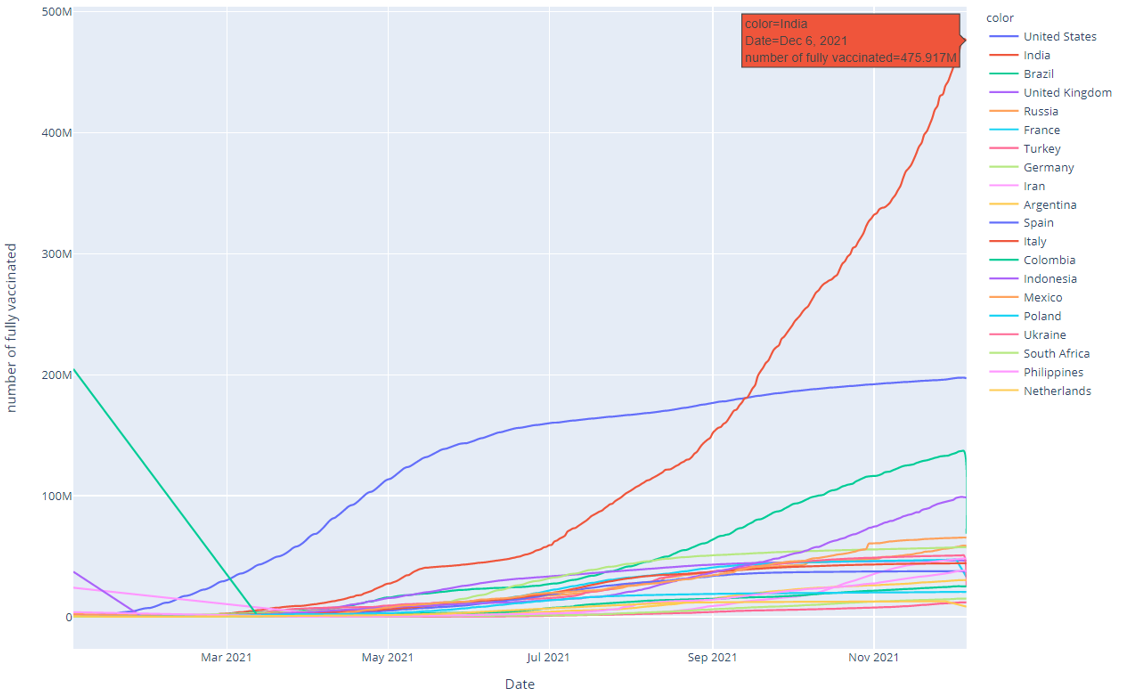 500M
400M
300M
200M
100M
0
number of fully vaccinated
Mar 2021
May 2021
Jul 2021
Sep 2021
Nov 2021
Date
color=India
Date=Dec 6, 2021
number of fully vaccinated=475.917M
color
United States
India
Brazil
United Kingdom
Russia
France
Turkey
Germany
Iran
Argentina
Spain
Italy
Colombia
Indonesia
Mexico
Poland
Ukraine
South Africa
Philippines
Netherlands